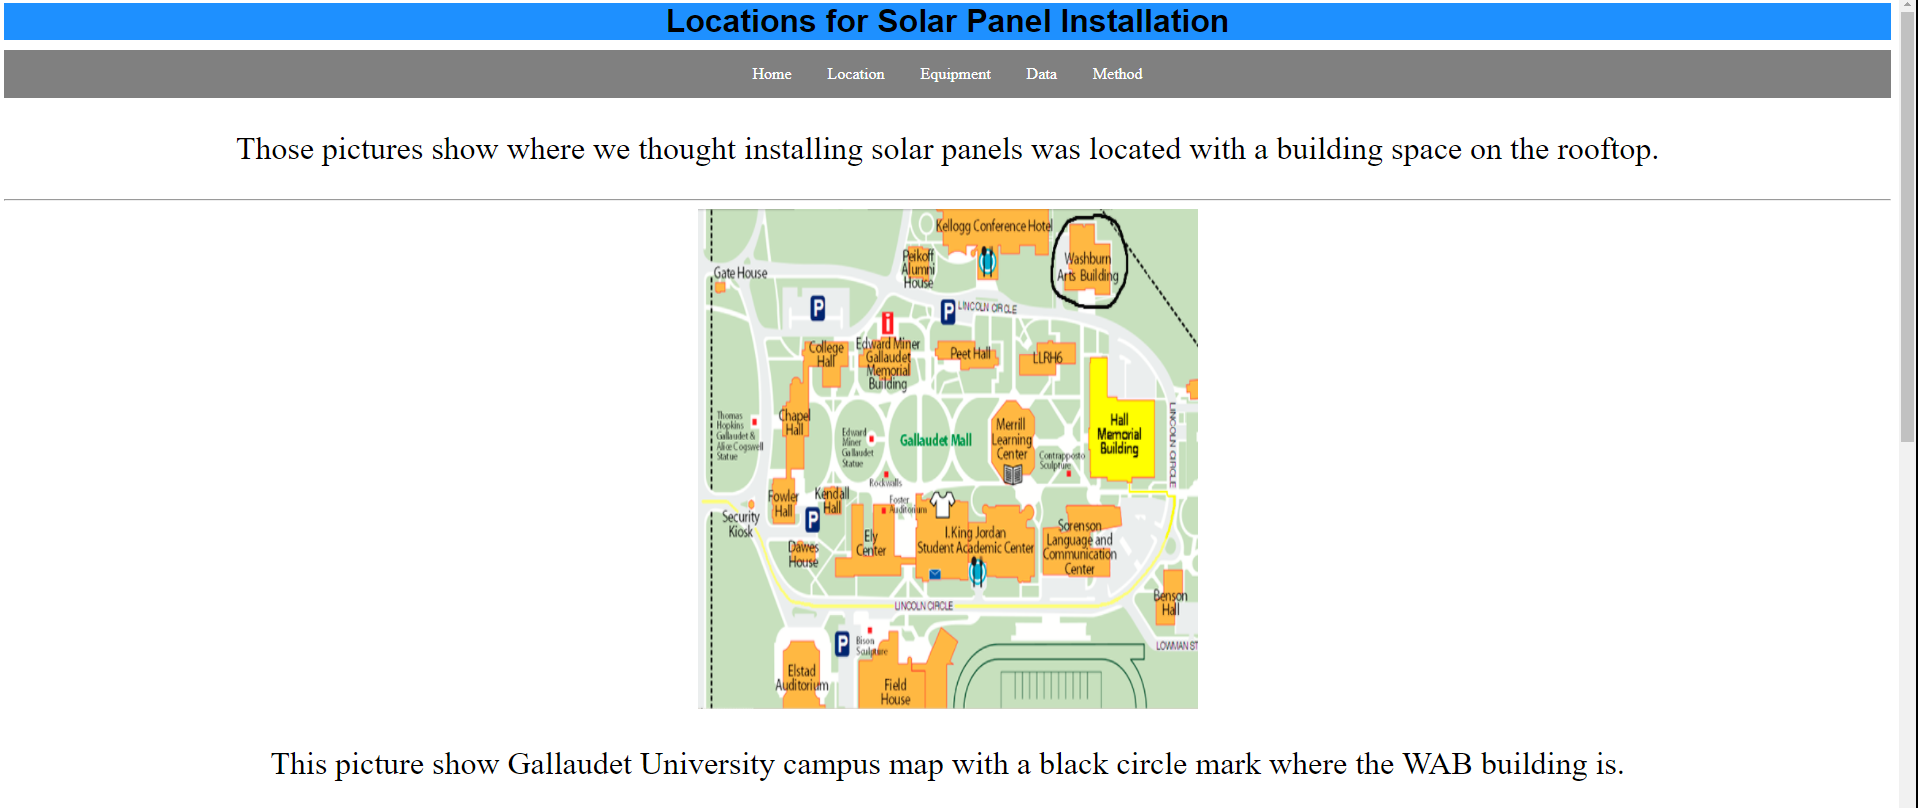 Locations for Solar Panel Installation
Home Location Equipment Data Method
Those pictures show where we thought installing solar panels was located with a building space on the rooftop.
Kellogg Conference Hotel
Washburn
Arts Building
Peikoff
Alumni
House
Gate House
P
P
LINCOLN CIRCLE
i
College
Hall
Edward Miner
Gallaudet
Memorial
Building
Peet Hall
LLRH6
Thomas
Hopkins
Gallaudet &
Alice Cogswell
Statue
Chapel
Hall
Edward
Miner
Gallaudet
Statue
Gallaudet Mall
Merrill
Learning
Center
Contrapposto
Sculpture
Hall
Memorial
Building
LINCOLN CIRCLE
Rockwells
Fowler
Hall
Kendall
Hall
Foster
Auditorium
Security
Kiosk
P
Dawes
House
Ely
Center
I. King Jordan
Student Academic Center
Sorenson
Language and
Communication
Center
Benson
Hall
LINCOLN CIRCLE
LOWMAN ST
P
Bison
Sculpture
Elstad
Auditorium
Field
House
This picture show Gallaudet University campus map with a black circle mark where the WAB building is.